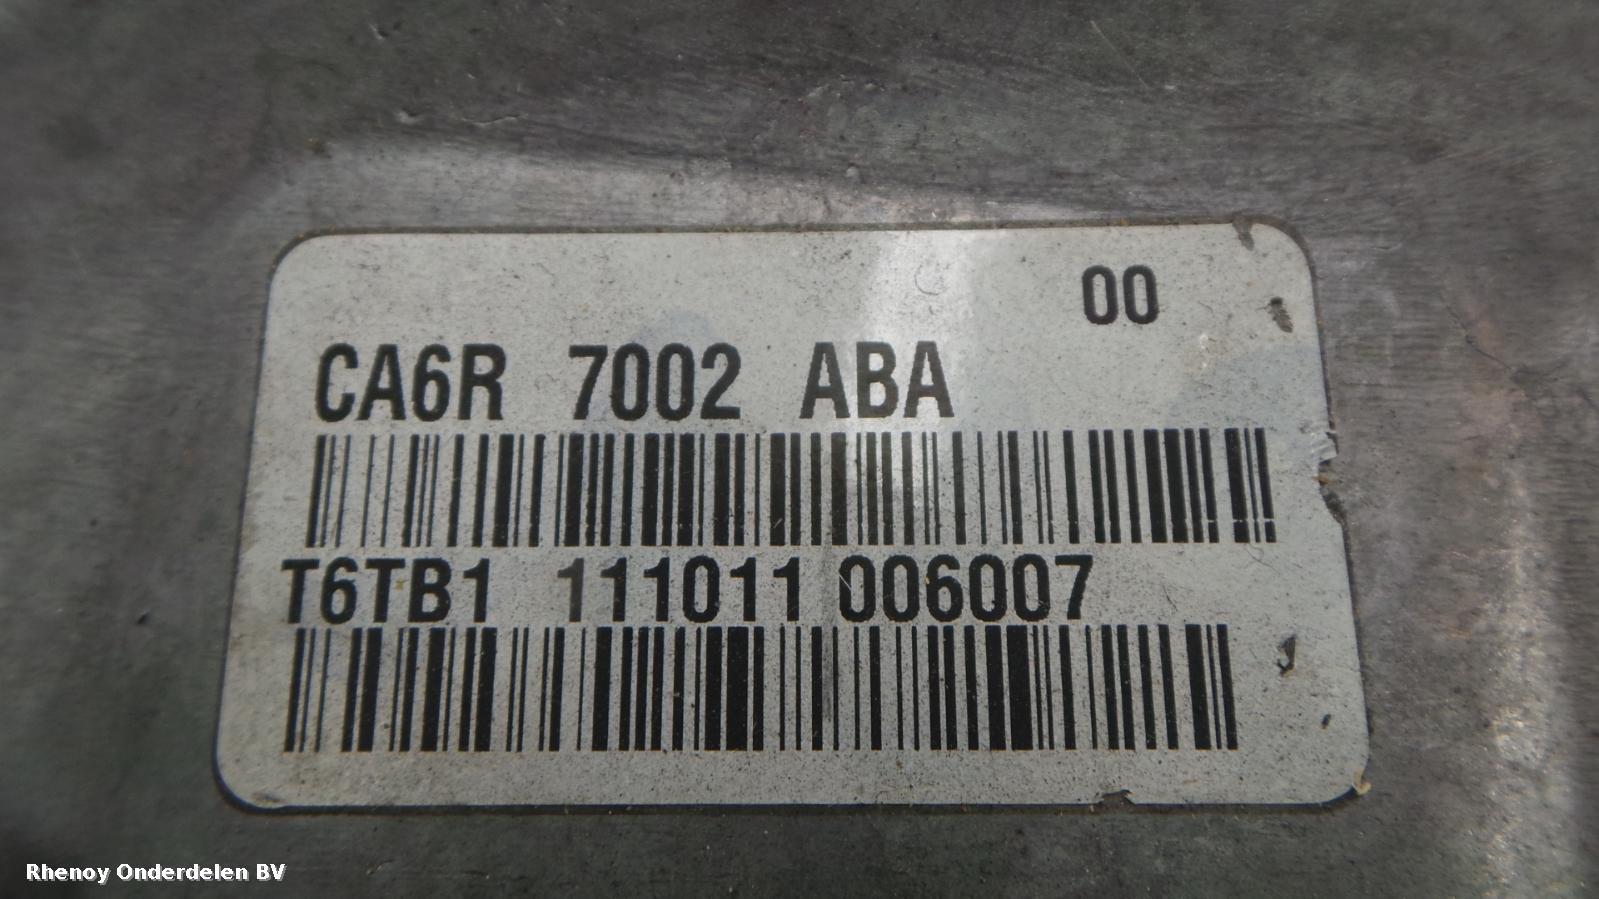 00
CA6R 7002 ABA
T6TB1 111011 006007
Rhenoy Onderdelen BV